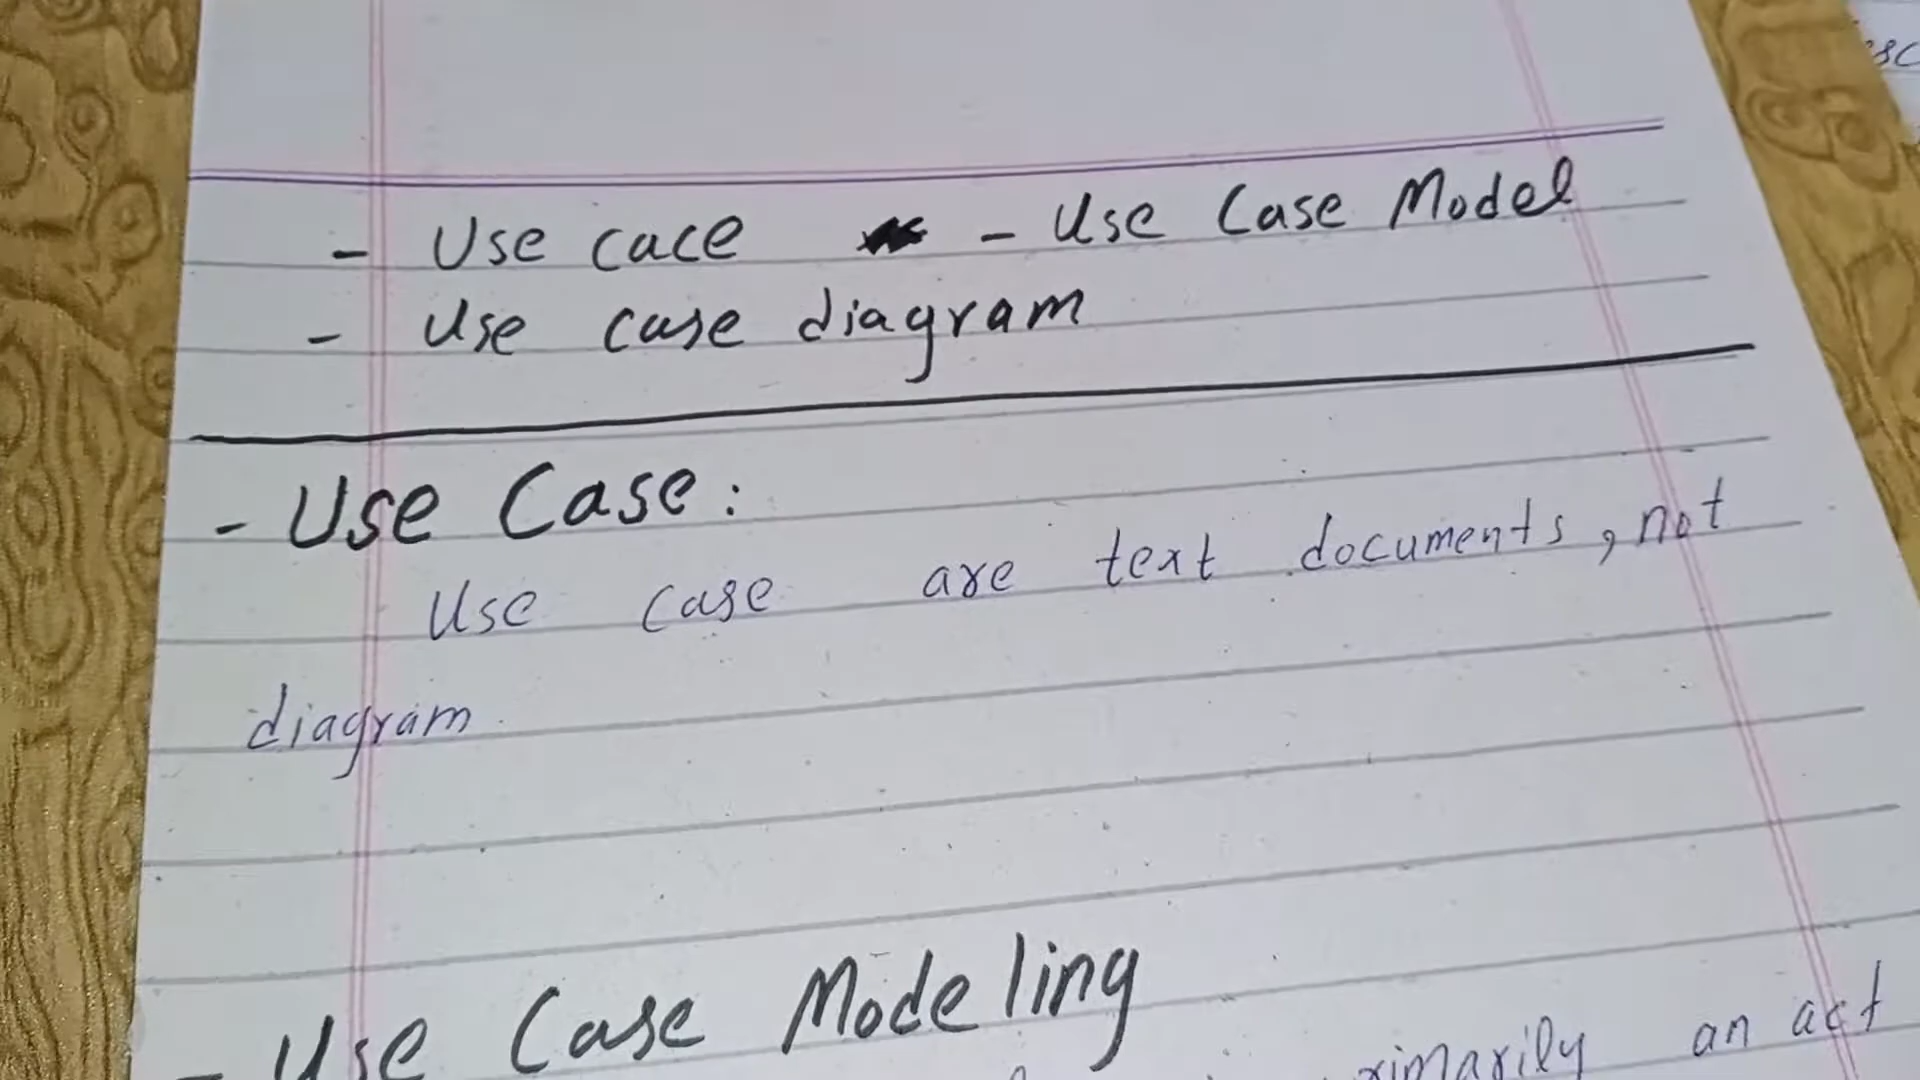 - Use cace - Use Case Model
- Use case diagram
- Use Case:
Use case are text documents, not
diagram
- Use Case Modeling
an act